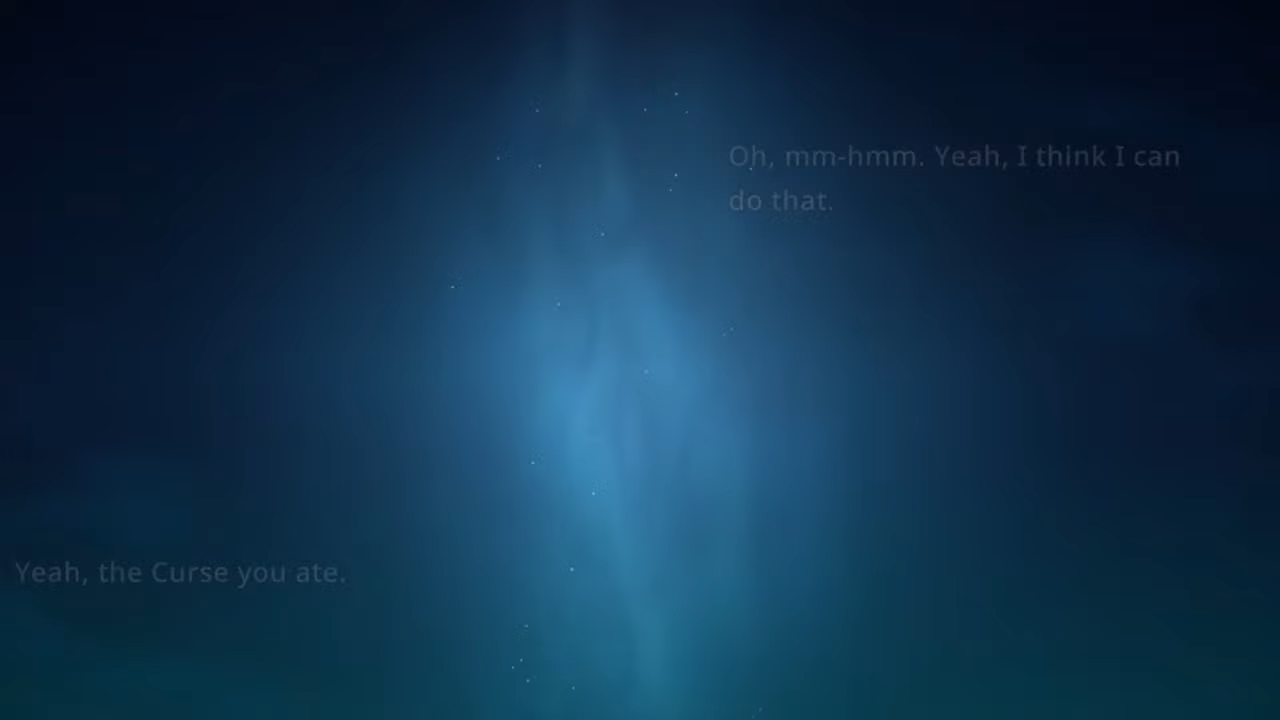 Oh, mm-hmm. Yeah, I think I can
do that.
Yeah, the Curse you ate.